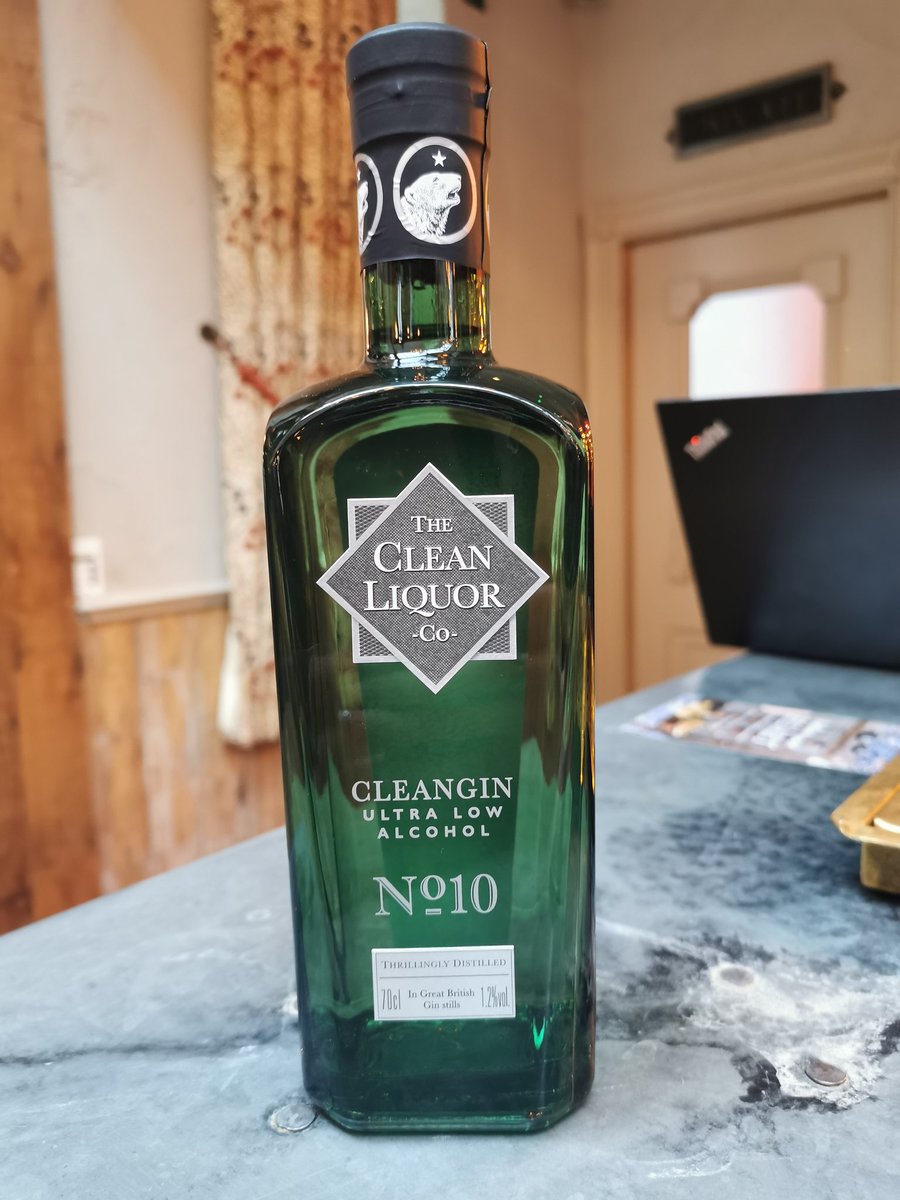 THE
CLEAN
LIQUOR
-CO-
CLEANGIN
ULTRA LOW
ALCOHOL
No10
THRILLINGLY DISTILLED
70cl In Great British 1.2%vol.
Gin stills
ThinkPad